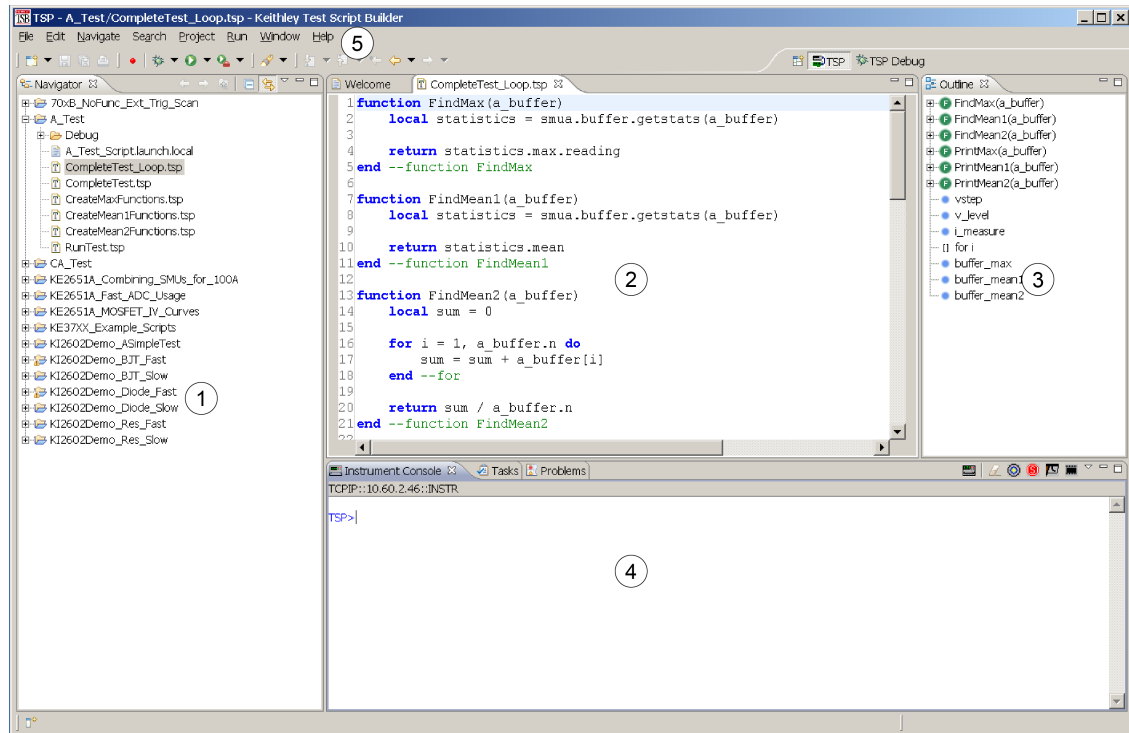 TSP - A_Test/CompleteTest_Loop.tsp - Keithley Test Script Builder
File Edit Navigate Search Project Run Window Help
5
TSP TSP Debug
Navigator
70xB_NoFunc_Ext_Trig_Scan
A_Test
Debug
A_Test_Script.launch.local
CompleteTest_Loop.tsp
CompleteTest.tsp
CreateMaxFunctions.tsp
CreateMean1Functions.tsp
CreateMean2Functions.tsp
RunTest.tsp
CA_Test
KE2651A_Combining_SMUs_for_100A
KE2651A_Fast_ADC_Usage
KE2651A_MOSFET_IV_Curves
KE37XX_Example_Scripts
KI2602Demo_ASimpleTest
KI2602Demo_BJT_Fast
KI2602Demo_BJT_Slow
KI2602Demo_Diode_Fast
KI2602Demo_Diode_Slow
KI2602Demo_Res_Fast
KI2602Demo_Res_Slow
1
Welcome CompleteTest_Loop.tsp
1 function FindMax(a_buffer)
2 local statistics = smua.buffer.getstats(a_buffer)
3
4 return statistics.max.reading
5 end --function FindMax
6
7 function FindMean1(a_buffer)
8 local statistics = smua.buffer.getstats(a_buffer)
9
10 return statistics.mean
11 end --function FindMean1
12
13 function FindMean2(a_buffer)
14 local sum = 0
15
16 for i = 1, a_buffer.n do
17 sum = sum + a_buffer[i]
18 end --for
19
20 return sum / a_buffer.n
21 end --function FindMean2
22
2
Outline
FindMax(a_buffer)
FindMean1(a_buffer)
FindMean2(a_buffer)
PrintMax(a_buffer)
PrintMean1(a_buffer)
PrintMean2(a_buffer)
vstep
v_level
i_measure
for i
buffer_max
buffer_mean1
buffer_mean2
3
Instrument Console Tasks Problems
TCPIP::10.60.2.46::INSTR
TSP>
4